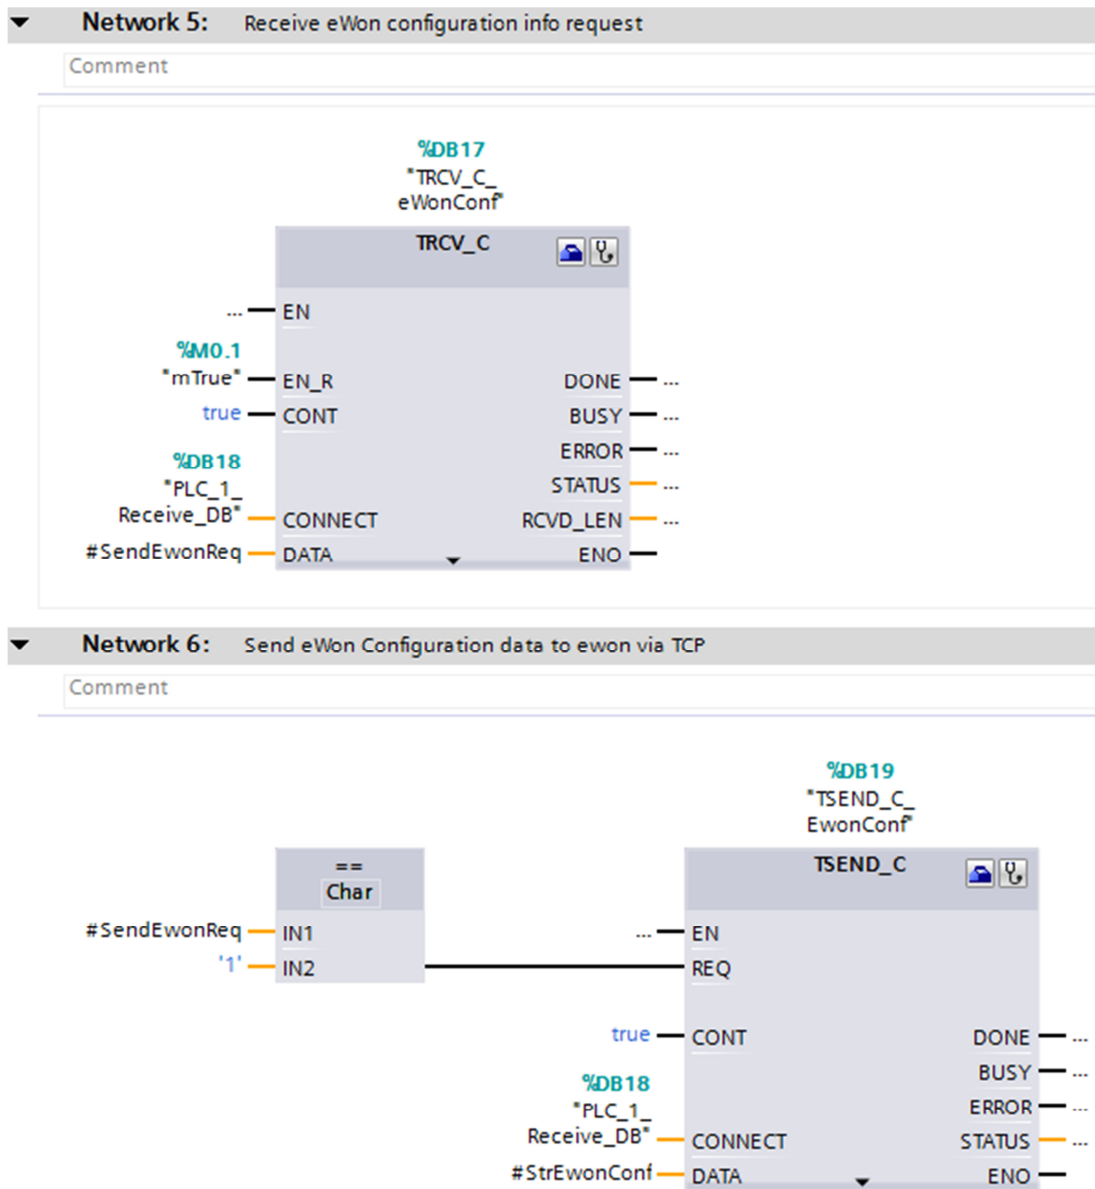 Network 5: Receive eWon configuration info request
Comment
%DB17
"TRCV_C_
eWonConf"
TRCV_C
... EN
%M0.1
"mTrue" EN_R DONE ...
true CONT BUSY ...
ERROR ...
%DB18
"PLC_1_ STATUS ...
Receive_DB" CONNECT RCVD_LEN ...
#SendEwonReq DATA ENO
Network 6: Send eWon Configuration data to ewon via TCP
Comment
%DB19
"TSEND_C_
EwonConf"
== TSEND_C
Char
#SendEwonReq IN1 ... EN
'1' IN2 REQ
true CONT DONE ...
%DB18 BUSY ...
"PLC_1_ ERROR ...
Receive_DB" CONNECT STATUS ...
#StrEwonConf DATA ENO